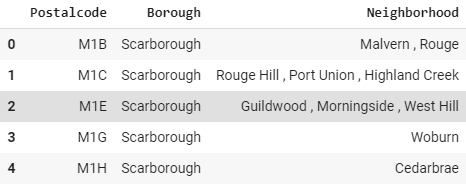 Postalcode Borough Neighborhood
0 M1B Scarborough Malvern , Rouge
1 M1C Scarborough Rouge Hill , Port Union , Highland Creek
2 M1E Scarborough Guildwood , Morningside , West Hill
3 M1G Scarborough Woburn
4 M1H Scarborough Cedarbrae